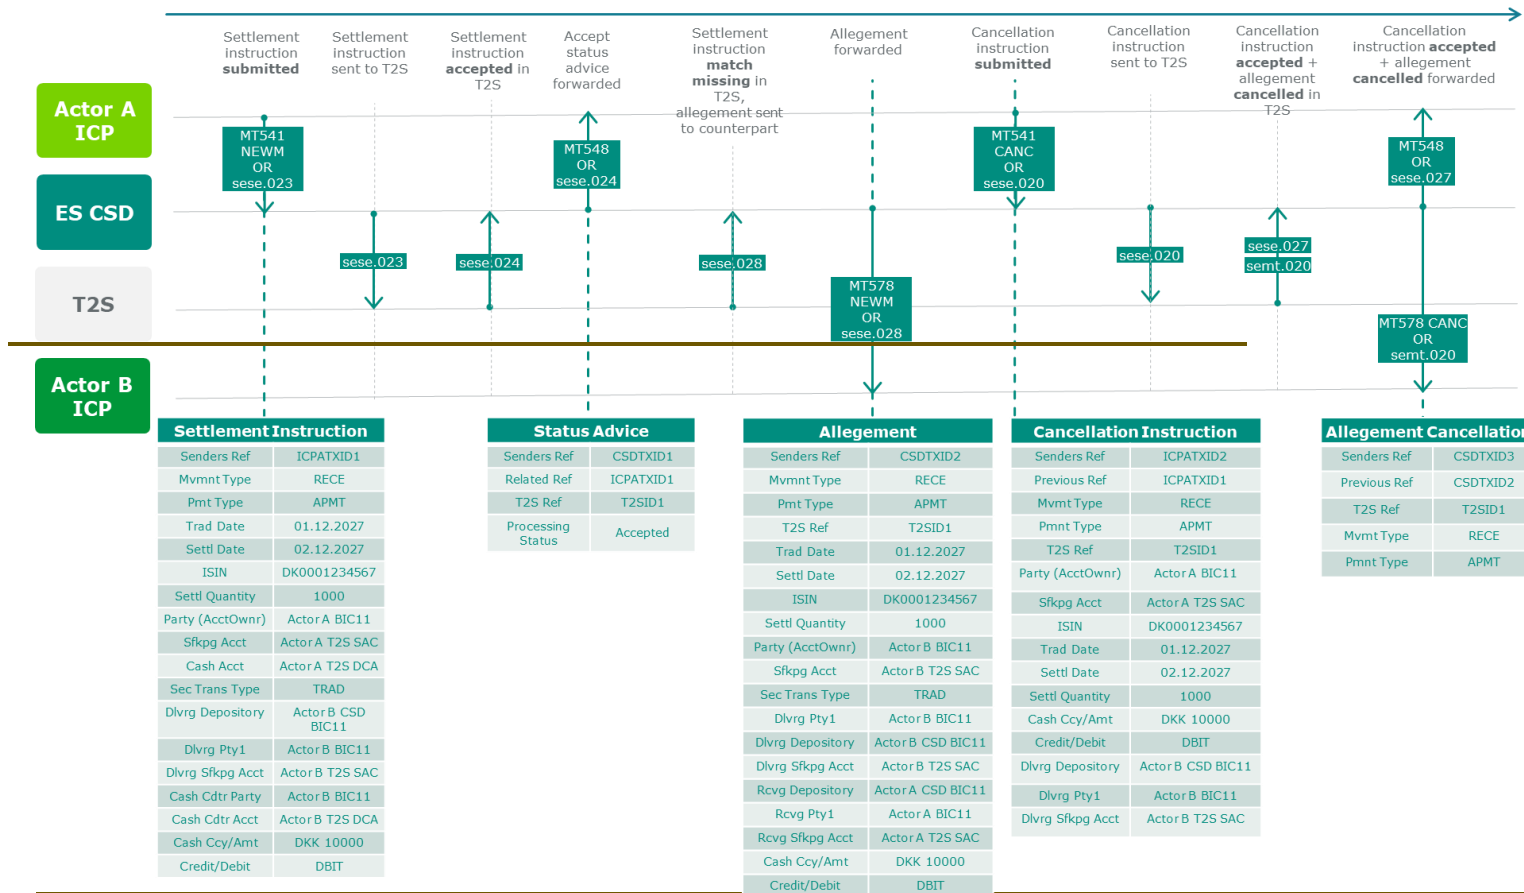 Settlement
instruction
submitted
Settlement
instruction
sent to T2S
Settlement
instruction
accepted in
T2S
Accept
status
advice
forwarded
Settlement
instruction
match
missing in
T2S,
allegement sent
to counterpart
Allegement
forwarded
Cancellation
instruction
submitted
Cancellation
instruction
sent to T2S
Cancellation
instruction
accepted +
allegement
cancelled in
T2S
Cancellation
instruction accepted
+ allegement
cancelled forwarded
Actor A
ICP
MT541
NEWM
OR
sese.023
MT548
OR
sese.024
MT541
CANC
OR
sese.020
MT548
OR
sese.027
ES CSD
sese.023
sese.024
sese.028
sese.020
sese.027
semt.020
T2S
MT578
NEWM
OR
sese.028
MT578 CANC
OR
semt.020
Actor B
ICP
Settlement Instruction
Senders Ref ICPATXID1
Mvmnt Type RECE
Pmt Type APMT
Trad Date 01.12.2027
Settl Date 02.12.2027
ISIN DK0001234567
Settl Quantity 1000
Party (AcctOwnr) Actor A BIC11
Sfkpg Acct Actor A T2S SAC
Cash Acct Actor A T2S DCA
Sec Trans Type TRAD
Dlvrg Depository Actor B CSD
BIC11
Dlvrg Pty1 Actor B BIC11
Dlvrg Sfkpg Acct Actor B T2S SAC
Cash Cdtr Party Actor B BIC11
Cash Cdtr Acct Actor B T2S DCA
Cash Ccy/Amt DKK 10000
Credit/Debit DBIT
Status Advice
Senders Ref CSDTXID1
Related Ref ICPATXID1
T2S Ref T2SID1
Processing
Status Accepted
Allegement
Senders Ref CSDTXID2
Mvmnt Type RECE
Pmt Type APMT
T2S Ref T2SID1
Trad Date 01.12.2027
Settl Date 02.12.2027
ISIN DK0001234567
Settl Quantity 1000
Party (AcctOwnr) Actor B BIC11
Sfkpg Acct Actor B T2S SAC
Sec Trans Type TRAD
Dlvrg Pty1 Actor B BIC11
Dlvrg Depository Actor B CSD BIC11
Dlvrg Sfkpg Acct Actor B T2S SAC
Rcvg Depository Actor A CSD BIC11
Rcvg Pty1 Actor A BIC11
Rcvg Sfkpg Acct Actor A T2S SAC
Cash Ccy/Amt DKK 10000
Credit/Debit DBIT
Cancellation Instruction
Senders Ref ICPATXID2
Previous Ref ICPATXID1
Mvmt Type RECE
Pmnt Type APMT
T2S Ref T2SID1
Party (AcctOwnr) Actor A BIC11
Sfkpg Acct Actor A T2S SAC
ISIN DK0001234567
Trad Date 01.12.2027
Settl Date 02.12.2027
Settl Quantity 1000
Cash Ccy/Amt DKK 10000
Credit/Debit DBIT
Dlvrg Depository Actor B CSD BIC11
Dlvrg Pty1 Actor B BIC11
Dlvrg Sfkpg Acct Actor B T2S SAC
Allegement Cancellation
Senders Ref CSDTXID3
Previous Ref CSDTXID2
T2S Ref T2SID1
Mvmt Type RECE
Pmnt Type APMT